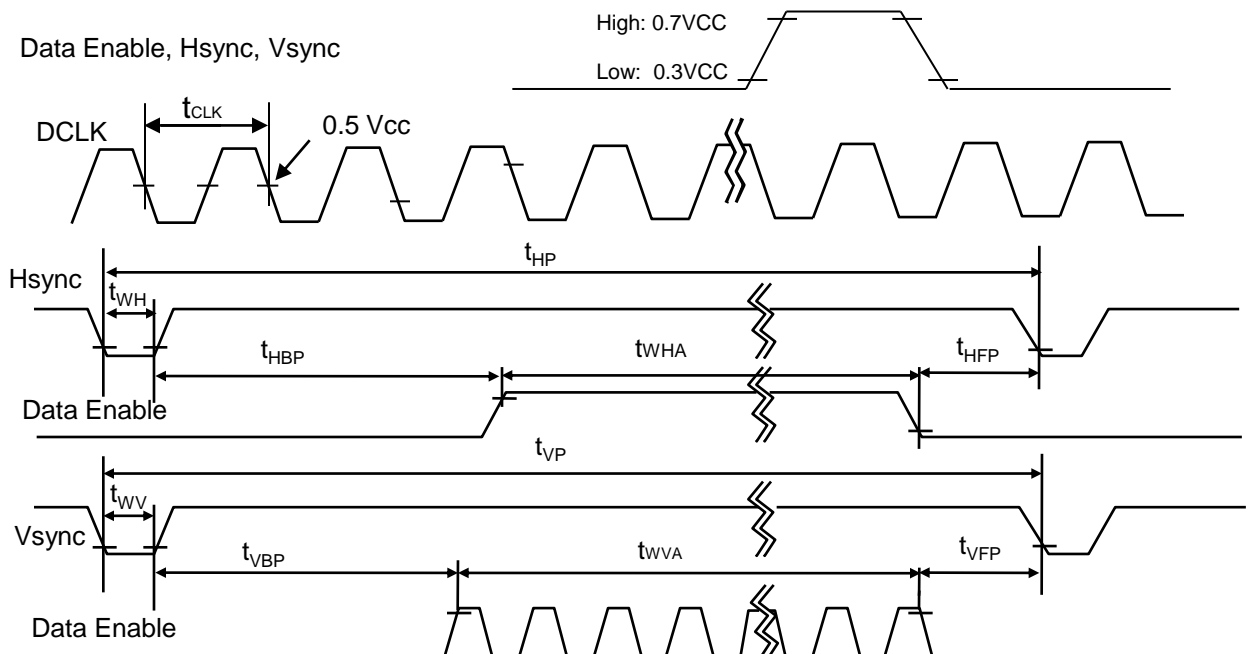 High: 0.7VCC
Data Enable, Hsync, Vsync
Low: 0.3VCC
tCLK
DCLK
0.5 Vcc
tHP
Hsync
tWH
tHBP
tWHA
tHFP
Data Enable
tVP
tWV
Vsync
tVBP
tWVA
tVFP
Data Enable